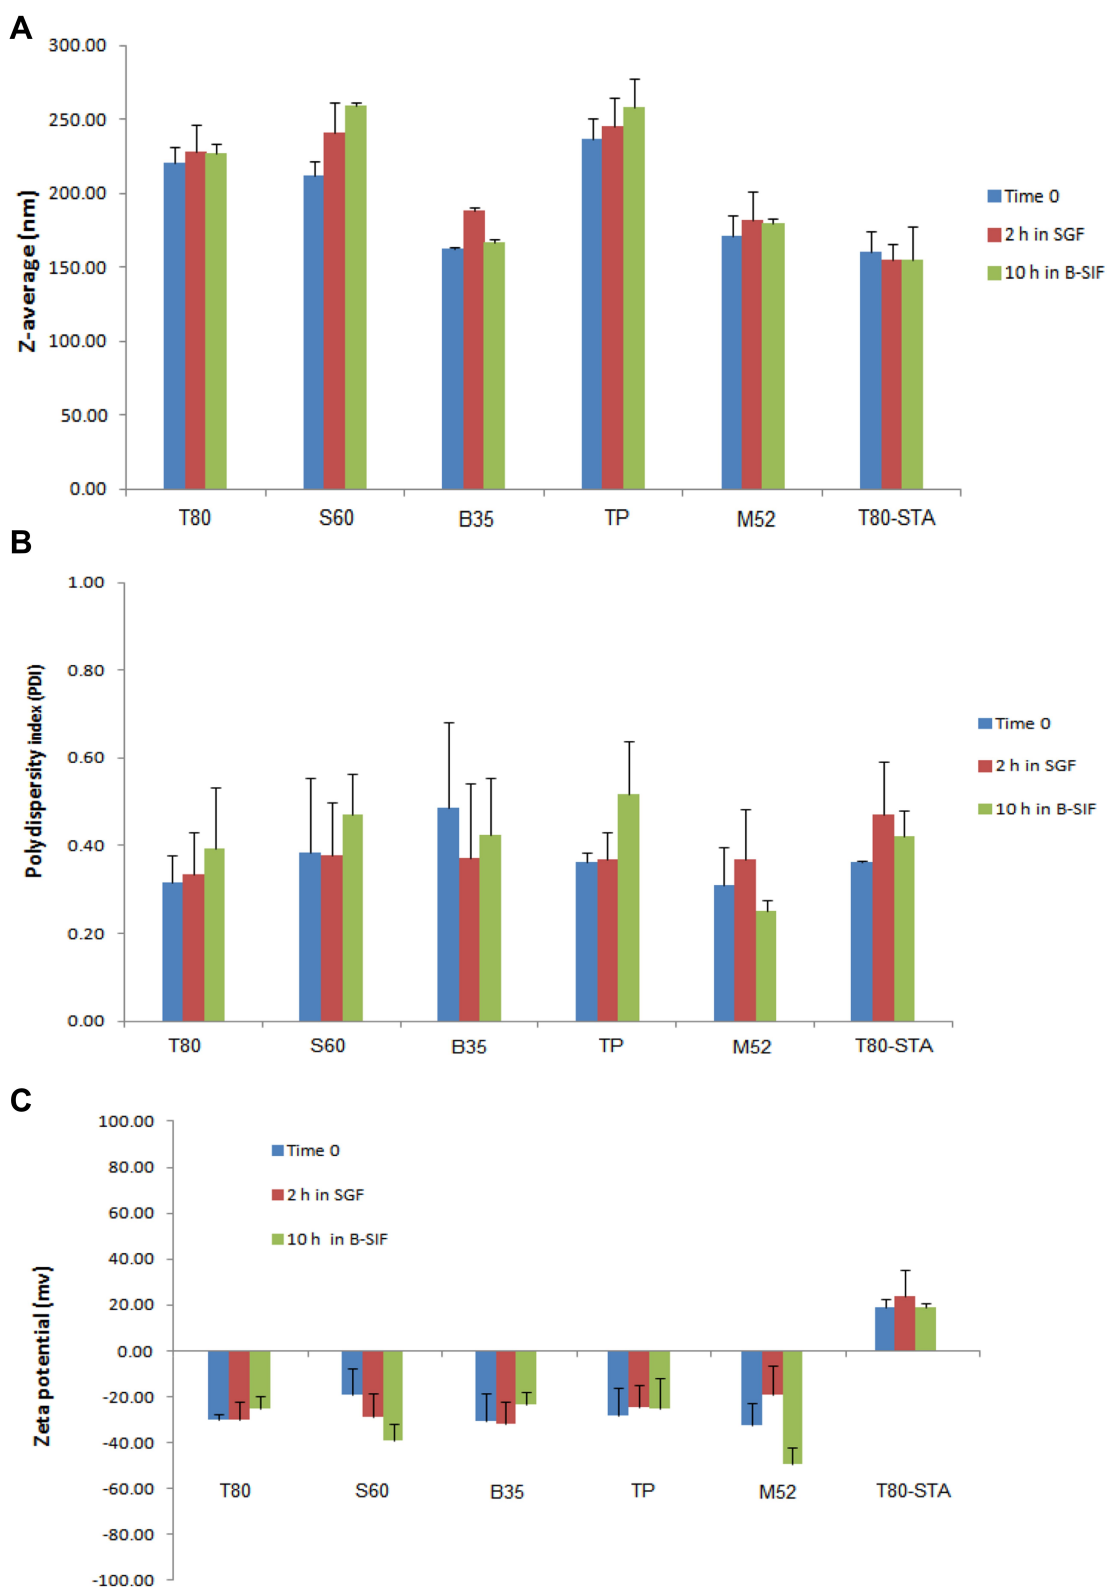 A
300.00
250.00
200.00
150.00
100.00
50.00
0.00
Z-average (nm)
T80 S60 B35 TP M52 T80-STA
Time 0
2 h in SGF
10 h in B-SIF
B
1.00
0.80
0.60
0.40
0.20
0.00
Polydispersity index (PDI)
T80 S60 B35 TP M52 T80-STA
Time 0
2 h in SGF
10 h in B-SIF
C
100.00
80.00
60.00
40.00
20.00
0.00
-20.00
-40.00
-60.00
-80.00
-100.00
Zeta potential (mv)
Time 0
2 h in SGF
10 h in B-SIF
T80 S60 B35 TP M52 T80-STA